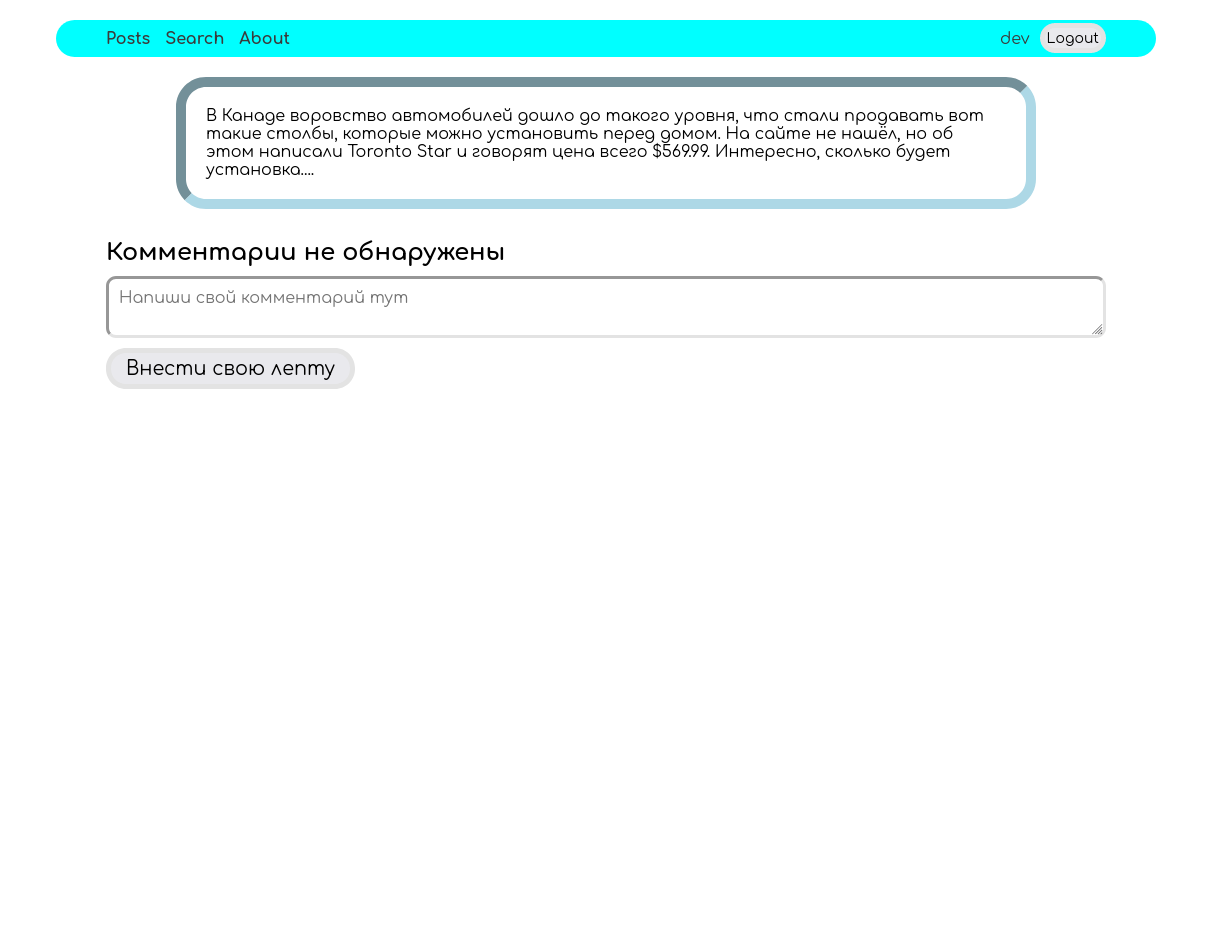 Posts Search About dev Logout
В Канаде воровство автомобилей дошло до такого уровня, что стали продавать вот
такие столбы, которые можно установить перед домом. На сайте не нашёл, но об
этом написали Toronto Star и говорят цена всего $569.99. Интересно, сколько будет
установка....
Комментарии не обнаружены
Напиши свой комментарий тут
Внести свою лепту